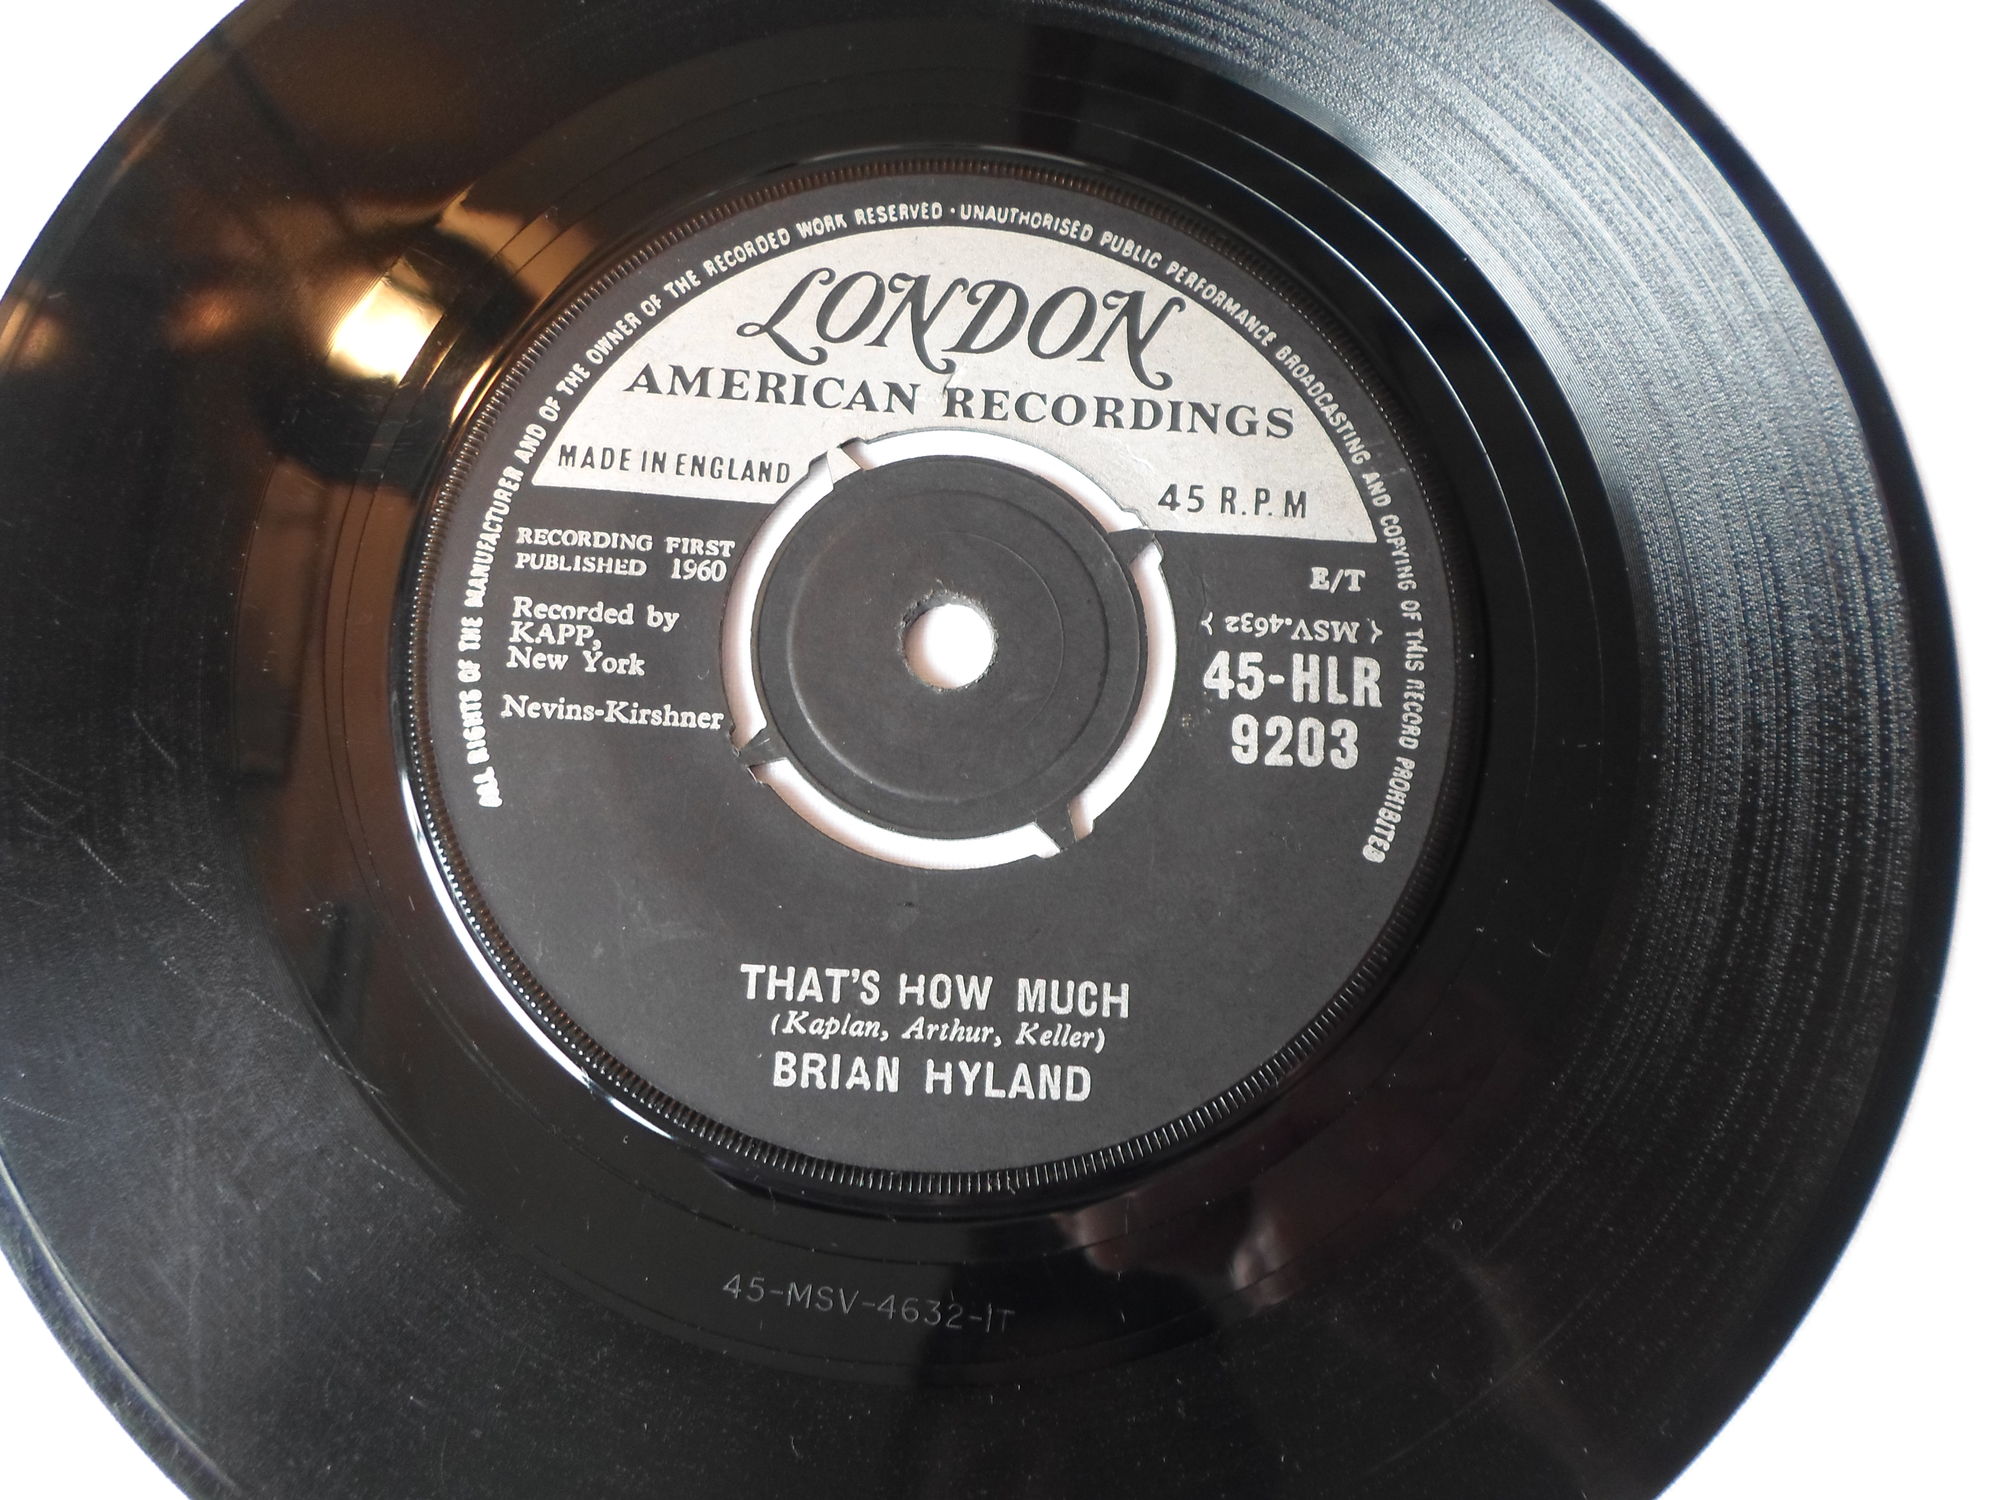 ALL RIGHTS OF THE MANUFACTURER AND OF THE OWNER OF THE RECORDED WORK RESERVED · UNAUTHORISED PUBLIC PERFORMANCE BROADCASTING AND COPYING OF THIS RECORD PROHIBITED
LONDON
AMERICAN RECORDINGS
MADE IN ENGLAND
45 R.P.M
RECORDING FIRST
PUBLISHED 1960
Recorded by
KAPP,
New York
Nevins-Kirshner
E/T
MSV.4632
45-HLR
9203
THAT'S HOW MUCH
(Kaplan, Arthur, Keller)
BRIAN HYLAND
45-MSV-4632-1T